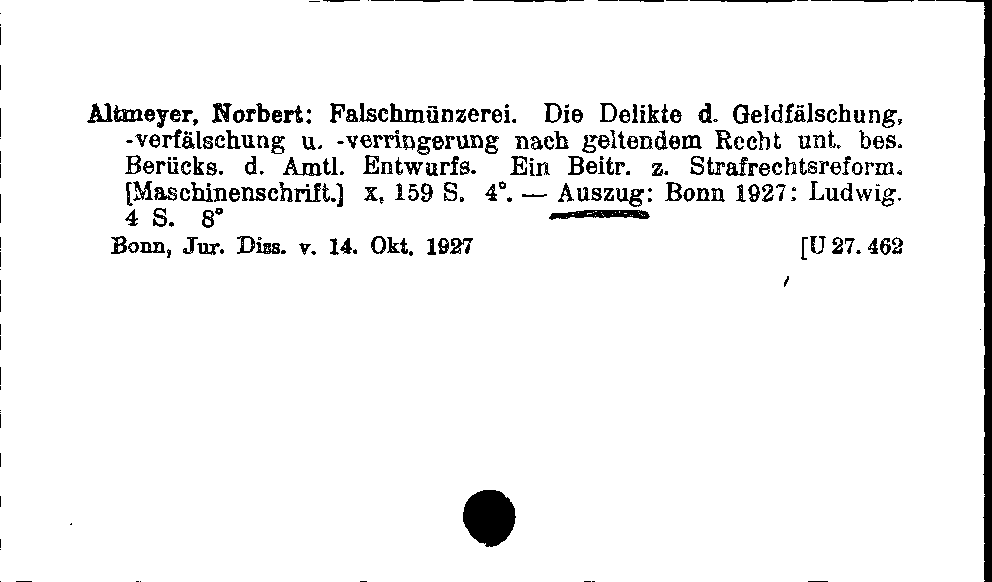 Altmeyer, Norbert: Falschmünzerei. Die Delikte d. Geldfälschung,
-verfälschung u. -verringerung nach geltendem Recht unt. bes.
Berücks. d. Amtl. Entwurfs. Ein Beitr. z. Strafrechtsreform.
[Maschinenschrift.] X, 159 S. 4°. — Auszug: Bonn 1927: Ludwig.
4 S. 8°
Bonn, Jur. Diss. v. 14. Okt. 1927 [U 27. 462